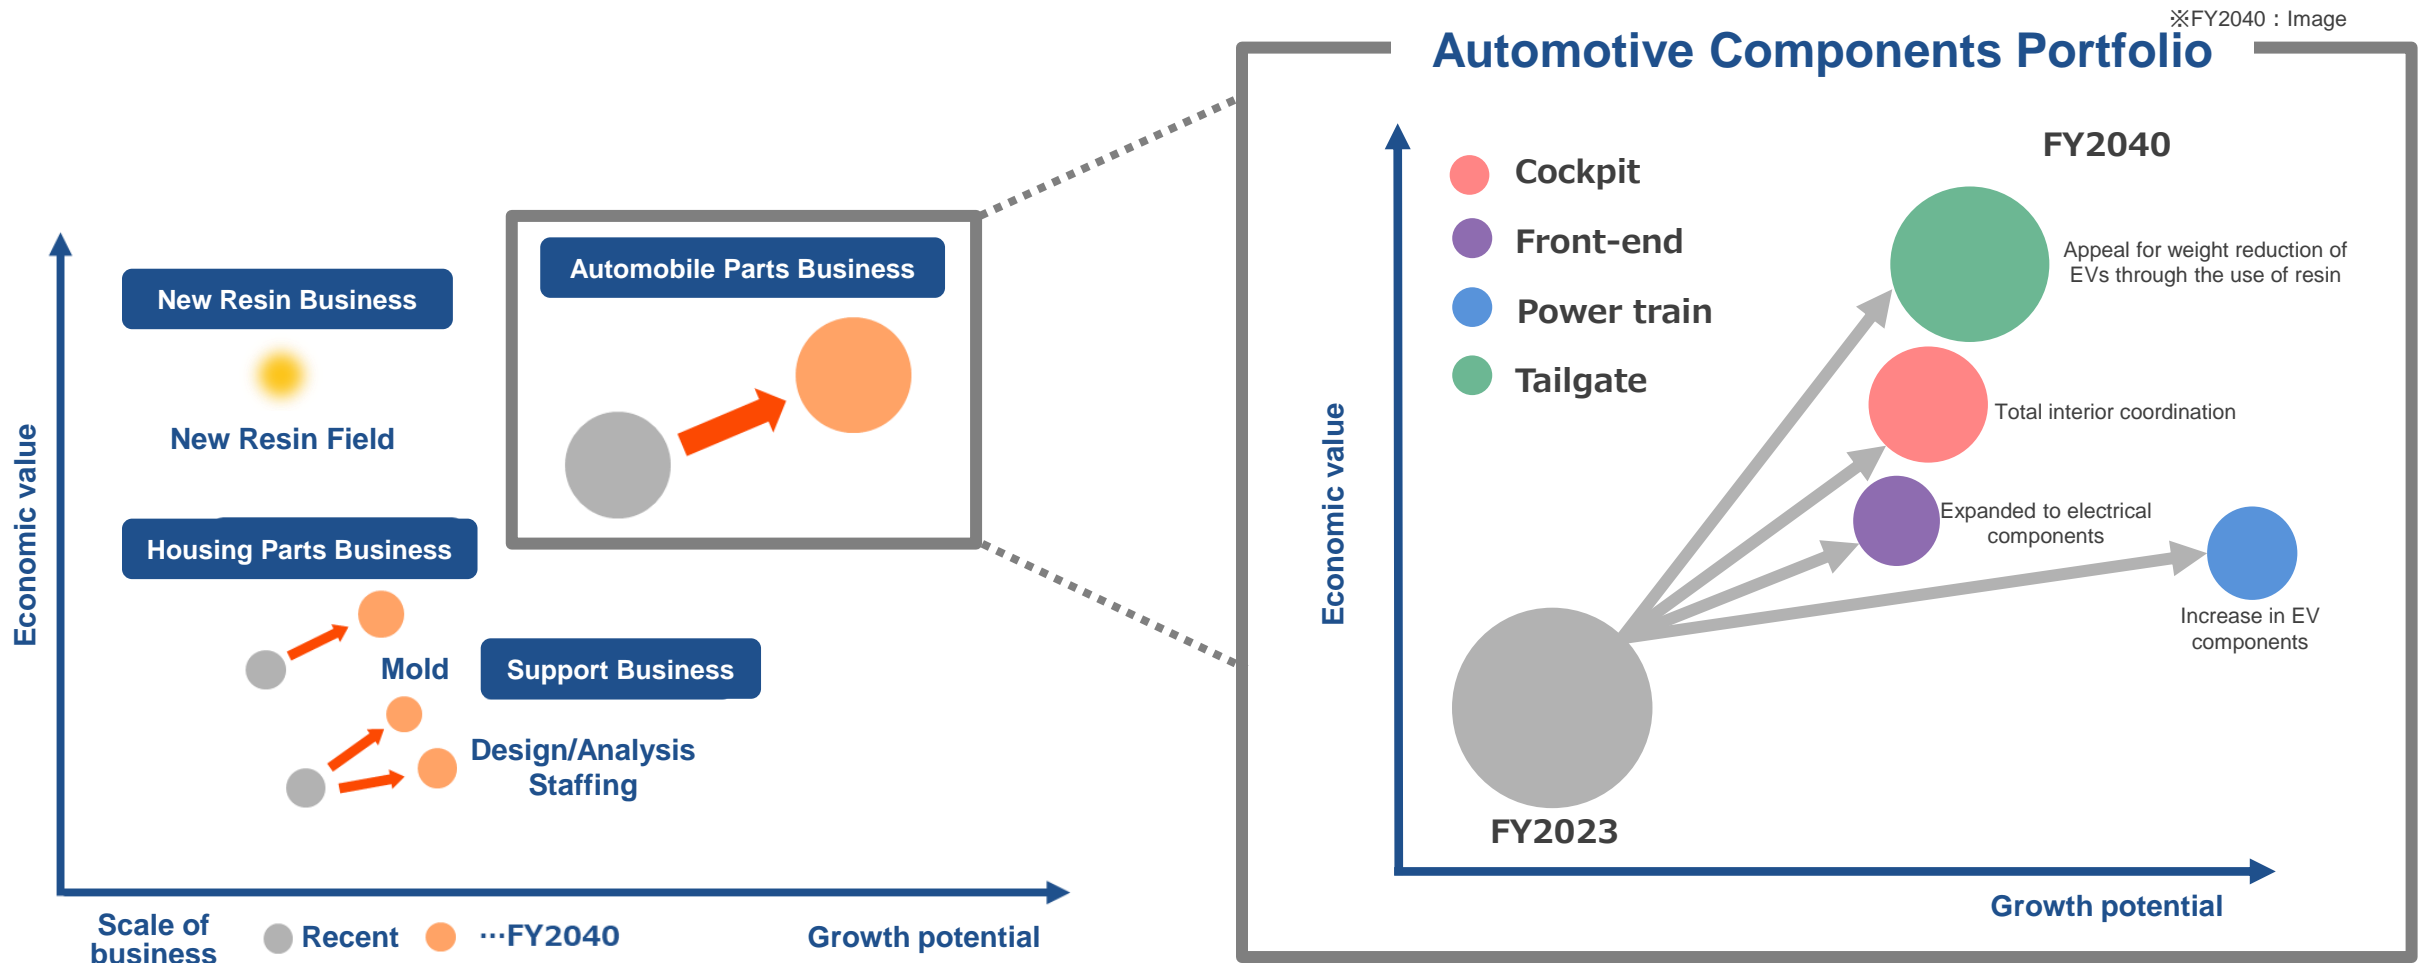 ※FY2040：Image
Automotive Components Portfolio
Economic value
New Resin Business
New Resin Field
Automobile Parts Business
Housing Parts Business
Mold
Support Business
Design/Analysis
Staffing
Scale of
business
Recent
…FY2040
Growth potential
Economic value
Cockpit
Front-end
Power train
Tailgate
FY2040
Appeal for weight reduction of
EVs through the use of resin
Total interior coordination
Expanded to electrical
components
Increase in EV
components
FY2023
Growth potential